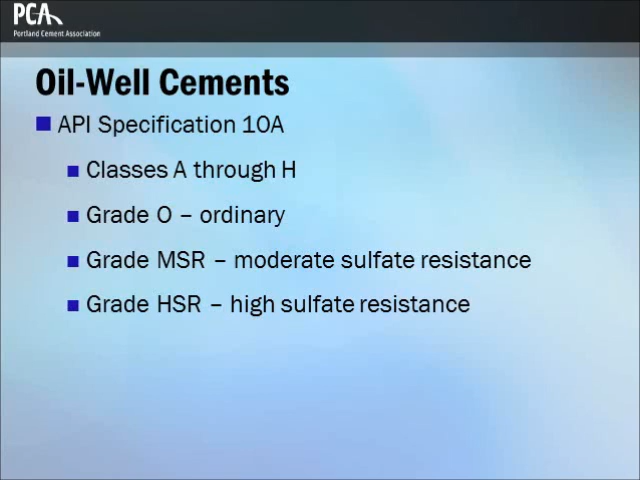 PCA
Portland Cement Association
Oil-Well Cements
API Specification 10A
Classes A through H
Grade O – ordinary
Grade MSR – moderate sulfate resistance
Grade HSR – high sulfate resistance